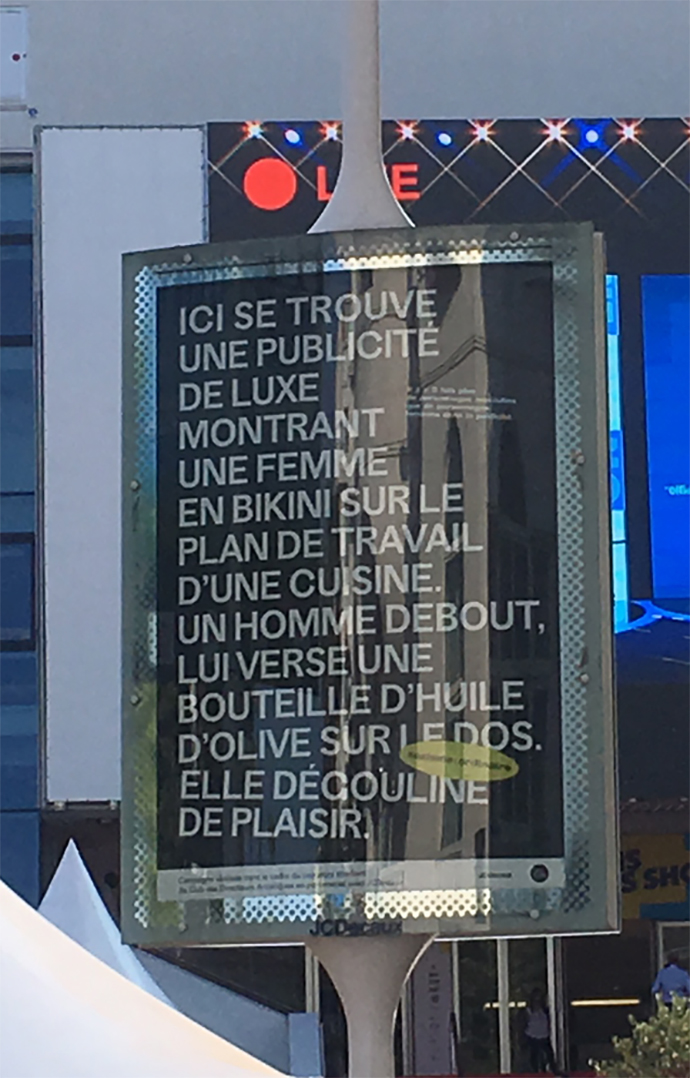 LIVE
ICI SE TROUVE
UNE PUBLICITÉ
DE LUXE
MONTRANT
UNE FEMME
EN BIKINI SUR LE
PLAN DE TRAVAIL
D'UNE CUISINE.
UN HOMME DEBOUT,
LUI VERSE UNE
BOUTEILLE D'HUILE
D'OLIVE SUR LE DOS.
ELLE DÉGOULINE
DE PLAISIR.
JCDecaux